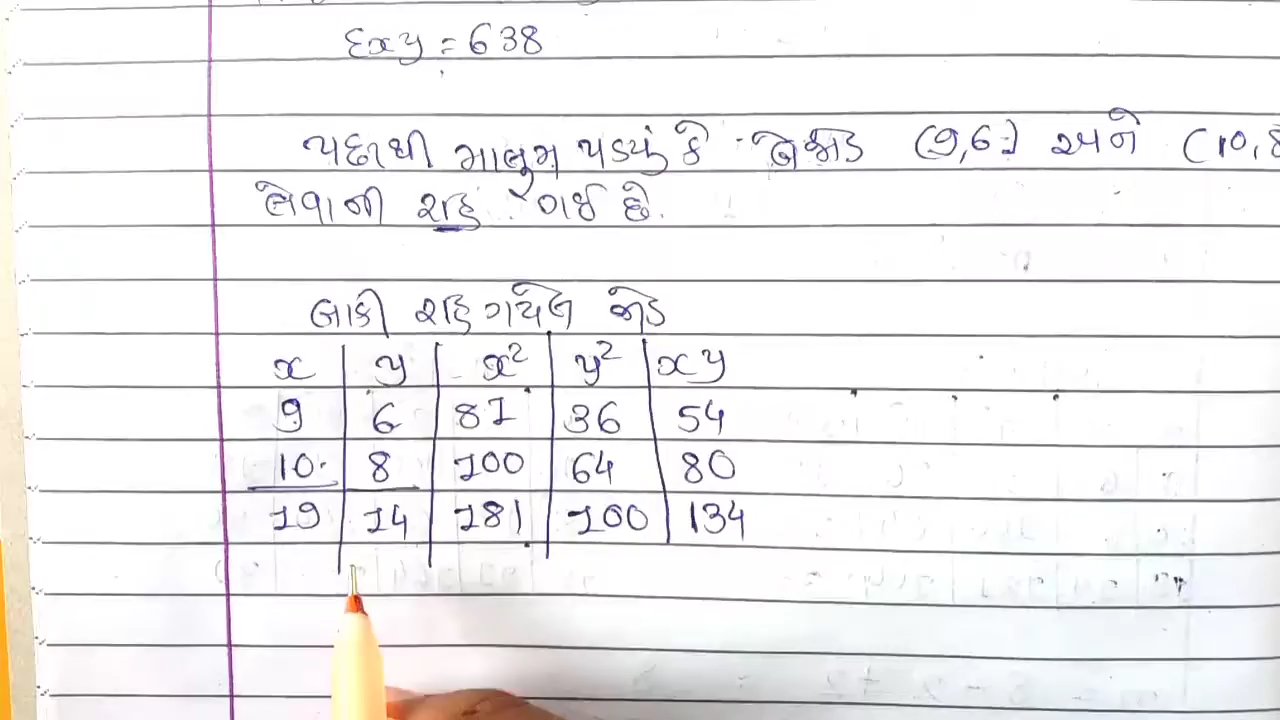 Σxy = 638
પછીથી માલુમ પડ્યું કે બે જોડ (9,6) અને (10,8
લેવાની રહિ ગઈ છે.
બાકી રહિ ગયેલ જોડ
x y x² y² xy
9 6 81 36 54
10 8 100 64 80
19 14 181 100 134